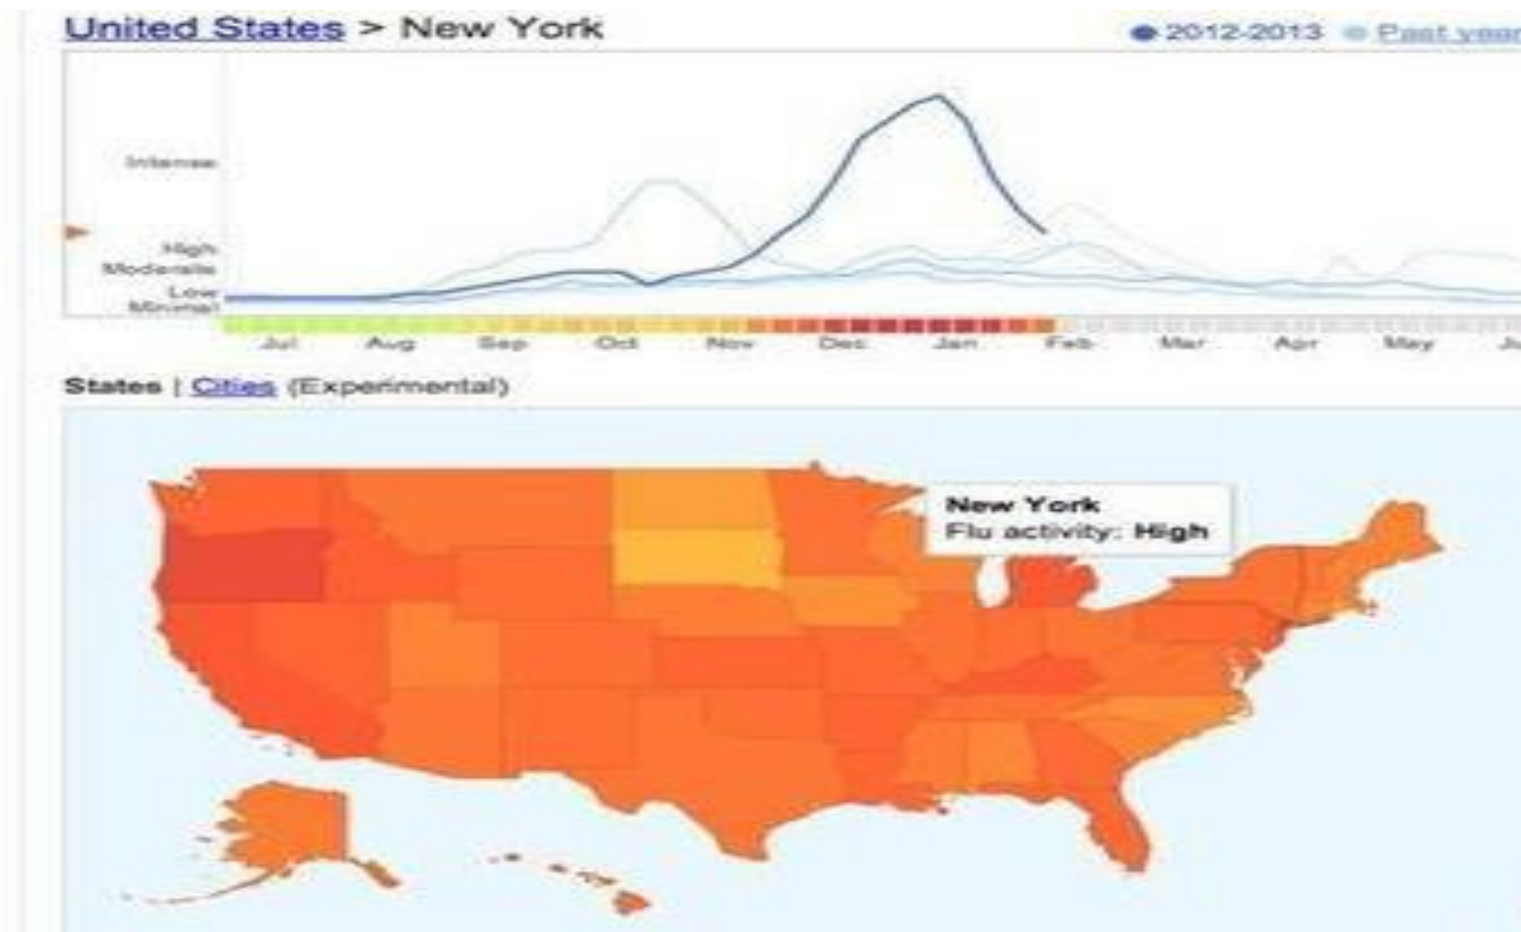 United States > New York
2012-2013 Past year
Intense
High
Moderate
Low
Minimal
Jul Aug Sep Oct Nov Dec Jan Feb Mar Apr May
States | Cities (Experimental)
New York
Flu activity: High